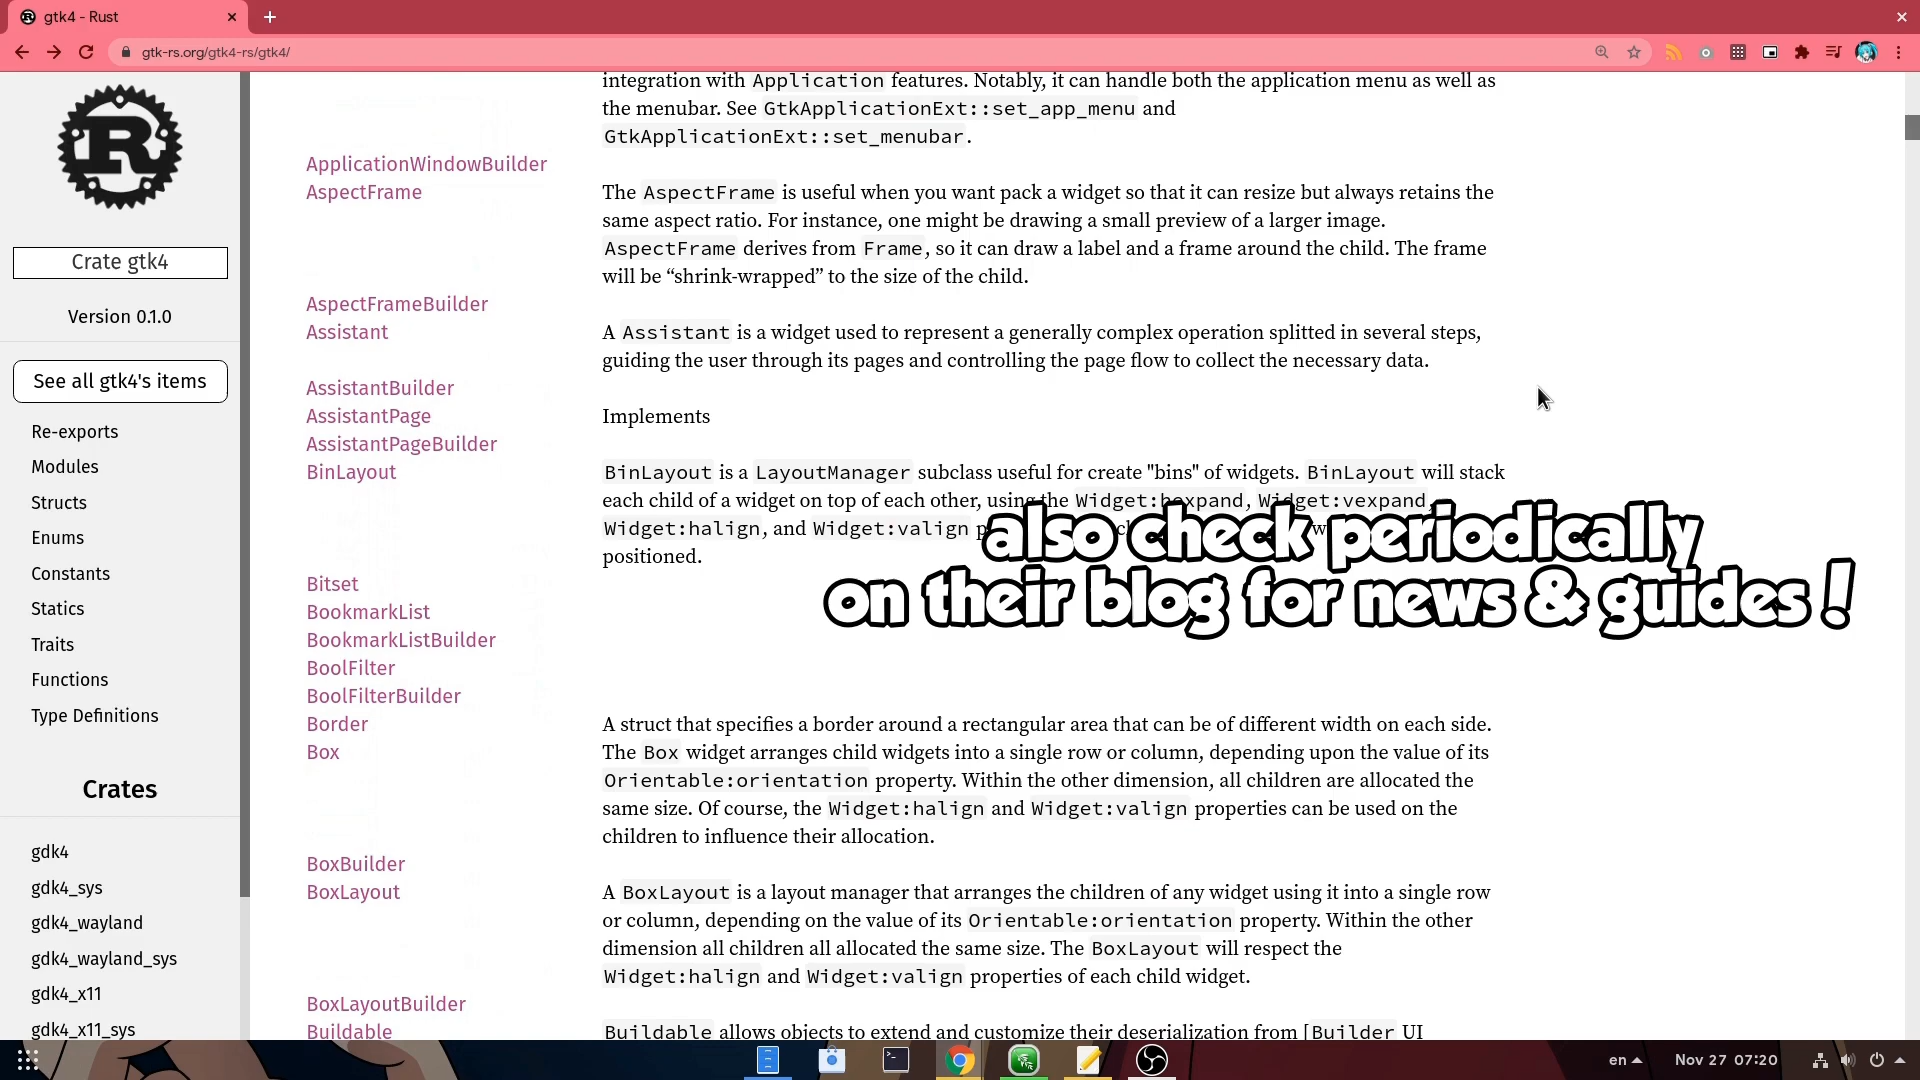 gtk4 - Rust
gtk-rs.org/gtk4-rs/gtk4/
Crate gtk4
Version 0.1.0
See all gtk4's items
Re-exports
Modules
Structs
Enums
Constants
Statics
Traits
Functions
Type Definitions
Crates
gdk4
gdk4_sys
gdk4_wayland
gdk4_wayland_sys
gdk4_x11
gdk4_x11_sys
integration with Application features. Notably, it can handle both the application menu as well as
the menubar. See GtkApplicationExt::set_app_menu and
GtkApplicationExt::set_menubar.
ApplicationWindowBuilder
AspectFrame
The AspectFrame is useful when you want pack a widget so that it can resize but always retains the
same aspect ratio. For instance, one might be drawing a small preview of a larger image.
AspectFrame derives from Frame, so it can draw a label and a frame around the child. The frame
will be “shrink-wrapped” to the size of the child.
AspectFrameBuilder
Assistant
A Assistant is a widget used to represent a generally complex operation splitted in several steps,
guiding the user through its pages and controlling the page flow to collect the necessary data.
AssistantBuilder
AssistantPage
Implements
AssistantPageBuilder
BinLayout
BinLayout is a LayoutManager subclass useful for create "bins" of widgets. BinLayout will stack
each child of a widget on top of each other, using the Widget:hexpand, Widget:vexpand,
Widget:halign, and Widget:valign
positioned.
also check periodically
on their blog for news & guides!
Bitset
BookmarkList
BookmarkListBuilder
BoolFilter
BoolFilterBuilder
Border
A struct that specifies a border around a rectangular area that can be of different width on each side.
Box
The Box widget arranges child widgets into a single row or column, depending upon the value of its
Orientable:orientation property. Within the other dimension, all children are allocated the
same size. Of course, the Widget:halign and Widget:valign properties can be used on the
children to influence their allocation.
BoxBuilder
BoxLayout
A BoxLayout is a layout manager that arranges the children of any widget using it into a single row
or column, depending on the value of its Orientable:orientation property. Within the other
dimension all children all allocated the same size. The BoxLayout will respect the
Widget:halign and Widget:valign properties of each child widget.
BoxLayoutBuilder
Buildable
Buildable allows objects to extend and customize their deserialization from [Builder UI
en
Nov 27 07:20